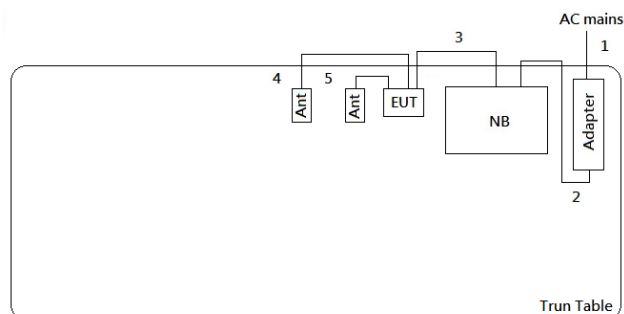 AC mains
3
1
4
5
Ant
Ant
EUT
NB
Adapter
2
Trun Table